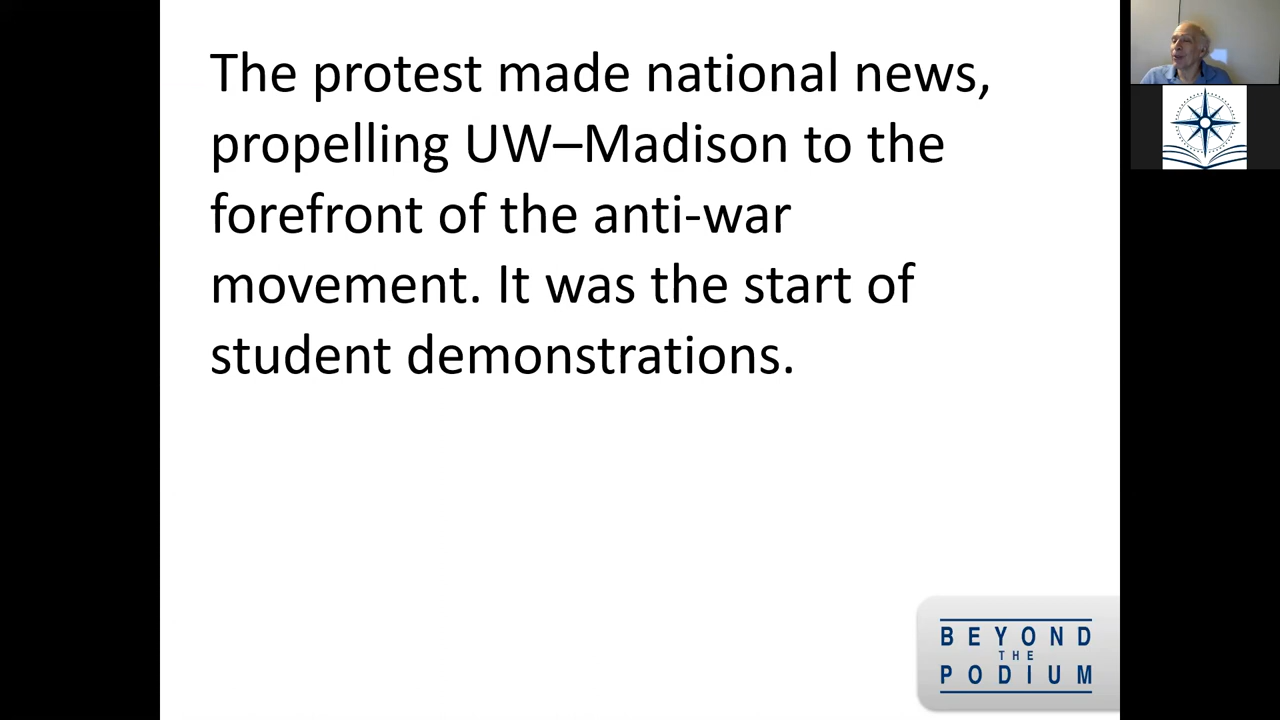 The protest made national news,
propelling UW–Madison to the
forefront of the anti-war
movement. It was the start of
student demonstrations.
BEYOND
THE
PODIUM